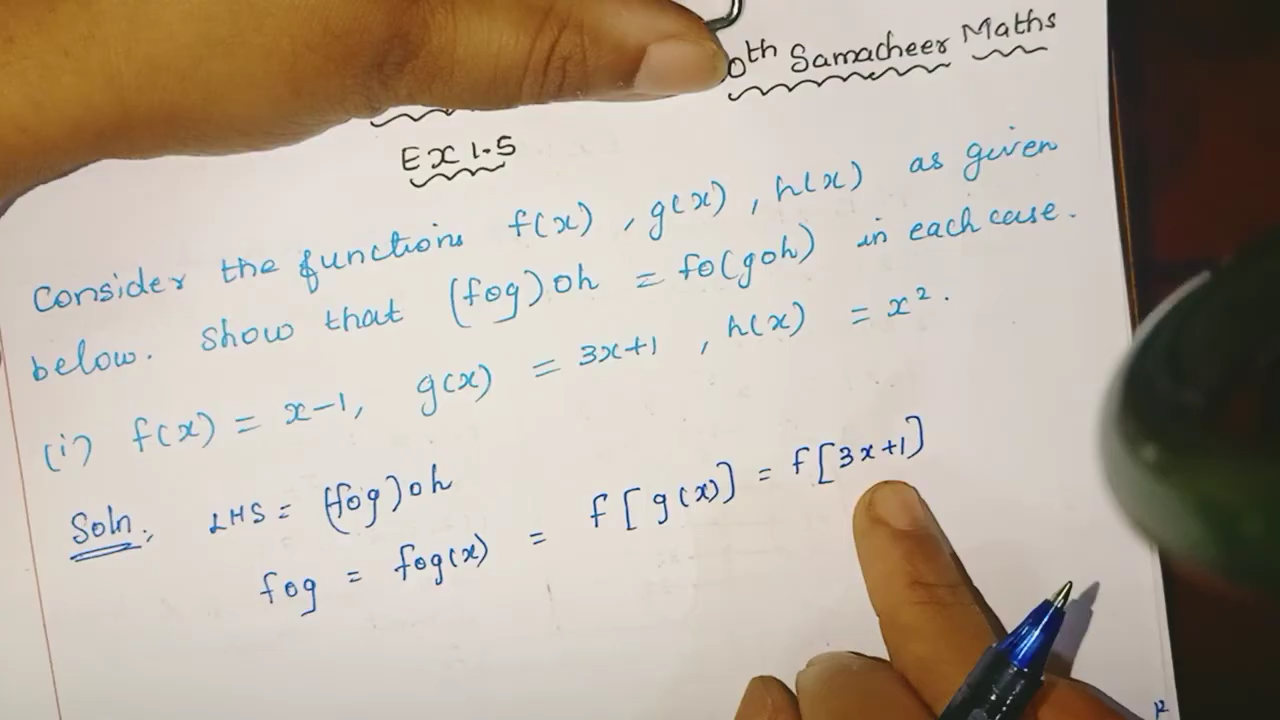 Samacheer Maths
Ex 1.5
Consider the functions f(x), g(x), h(x) as given
below. Show that (fog)oh = fo(goh) in each case.
(i) f(x) = x-1, g(x) = 3x+1, h(x) = x².
Soln; LHS = (fog)oh
fog = fog(x) = f[g(x)] = f[3x+1]